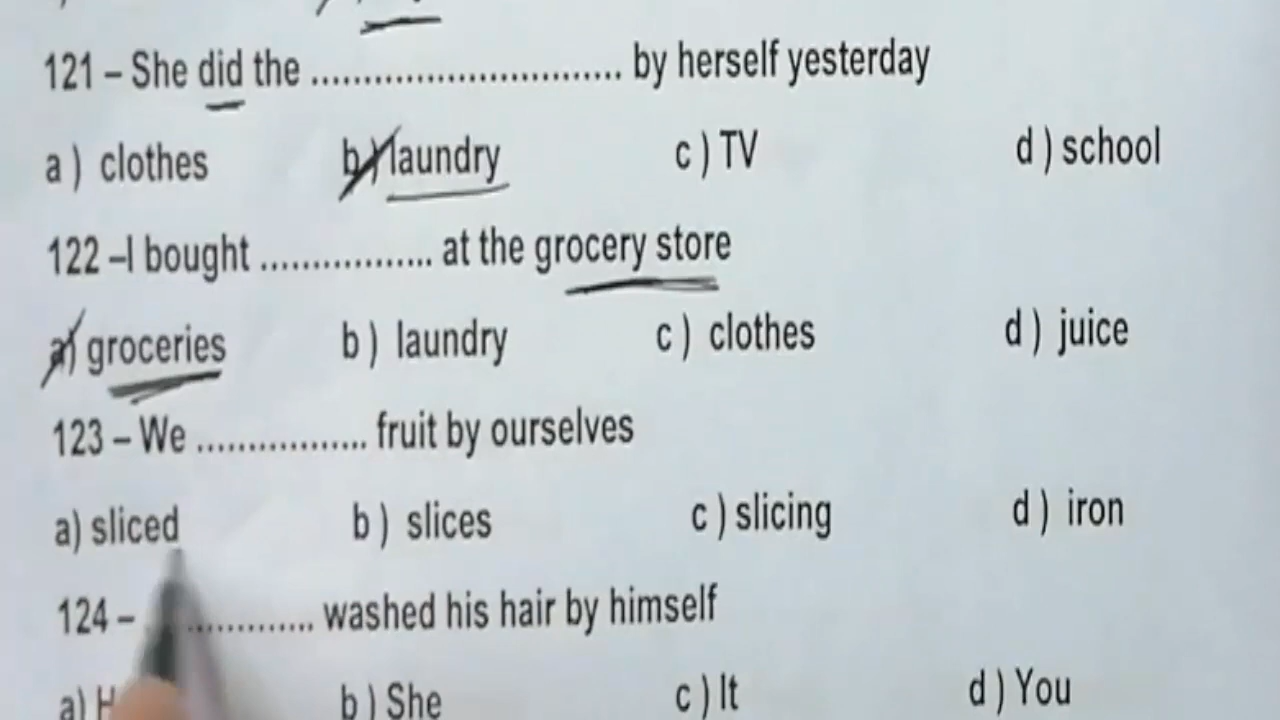 121 – She did the .............................. by herself yesterday
a ) clothes b ) laundry c ) TV d ) school
122 –I bought ................. at the grocery store
a) groceries b ) laundry c ) clothes d ) juice
123 – We ................. fruit by ourselves
a) sliced b ) slices c ) slicing d ) iron
124 – ............. washed his hair by himself
a) b ) She c ) It d ) You